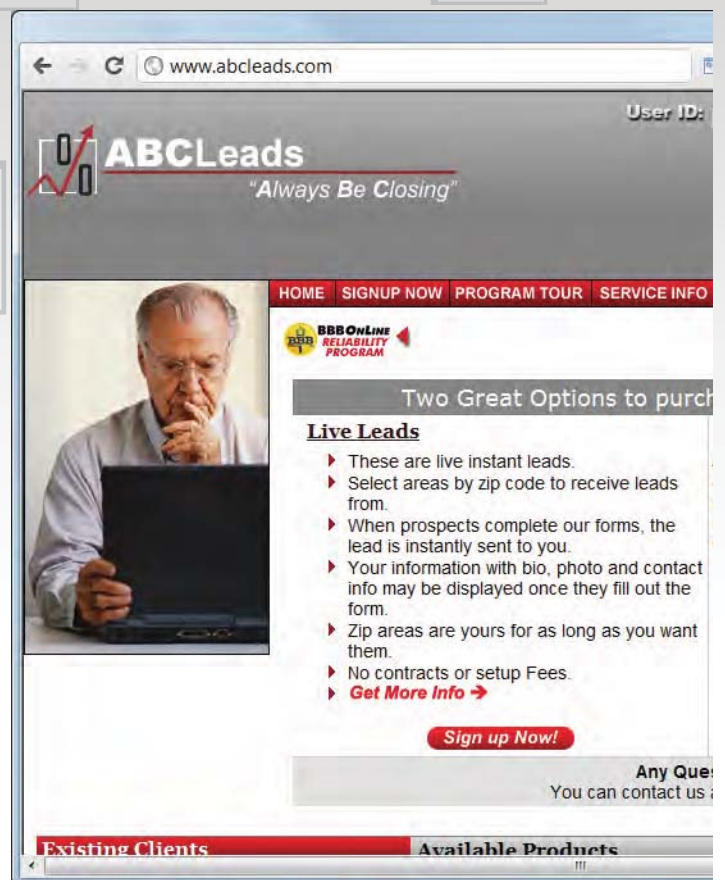 www.abcleads.com
User ID:
ABCLeads
"Always Be Closing"
HOME SIGNUP NOW PROGRAM TOUR SERVICE INFO
BBB
BBBONLINE
RELIABILITY
PROGRAM
Two Great Options to purch
Live Leads
These are live instant leads.
Select areas by zip code to receive leads
from.
When prospects complete our forms, the
lead is instantly sent to you.
Your information with bio, photo and contact
info may be displayed once they fill out the
form.
Zip areas are yours for as long as you want
them.
No contracts or setup Fees.
Get More Info
Sign up Now!
Any Ques
You can contact us a
Existing Clients
Available Products